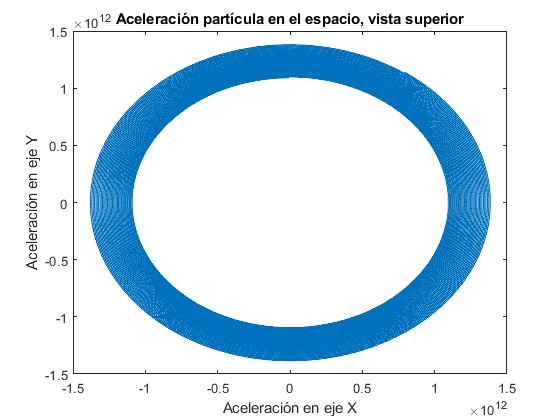 ×10^12
Aceleración partícula en el espacio, vista superior
1.5
1
0.5
0
-0.5
-1
-1.5
Aceleración en eje Y
-1.5 -1 -0.5 0 0.5 1 1.5
Aceleración en eje X
×10^12